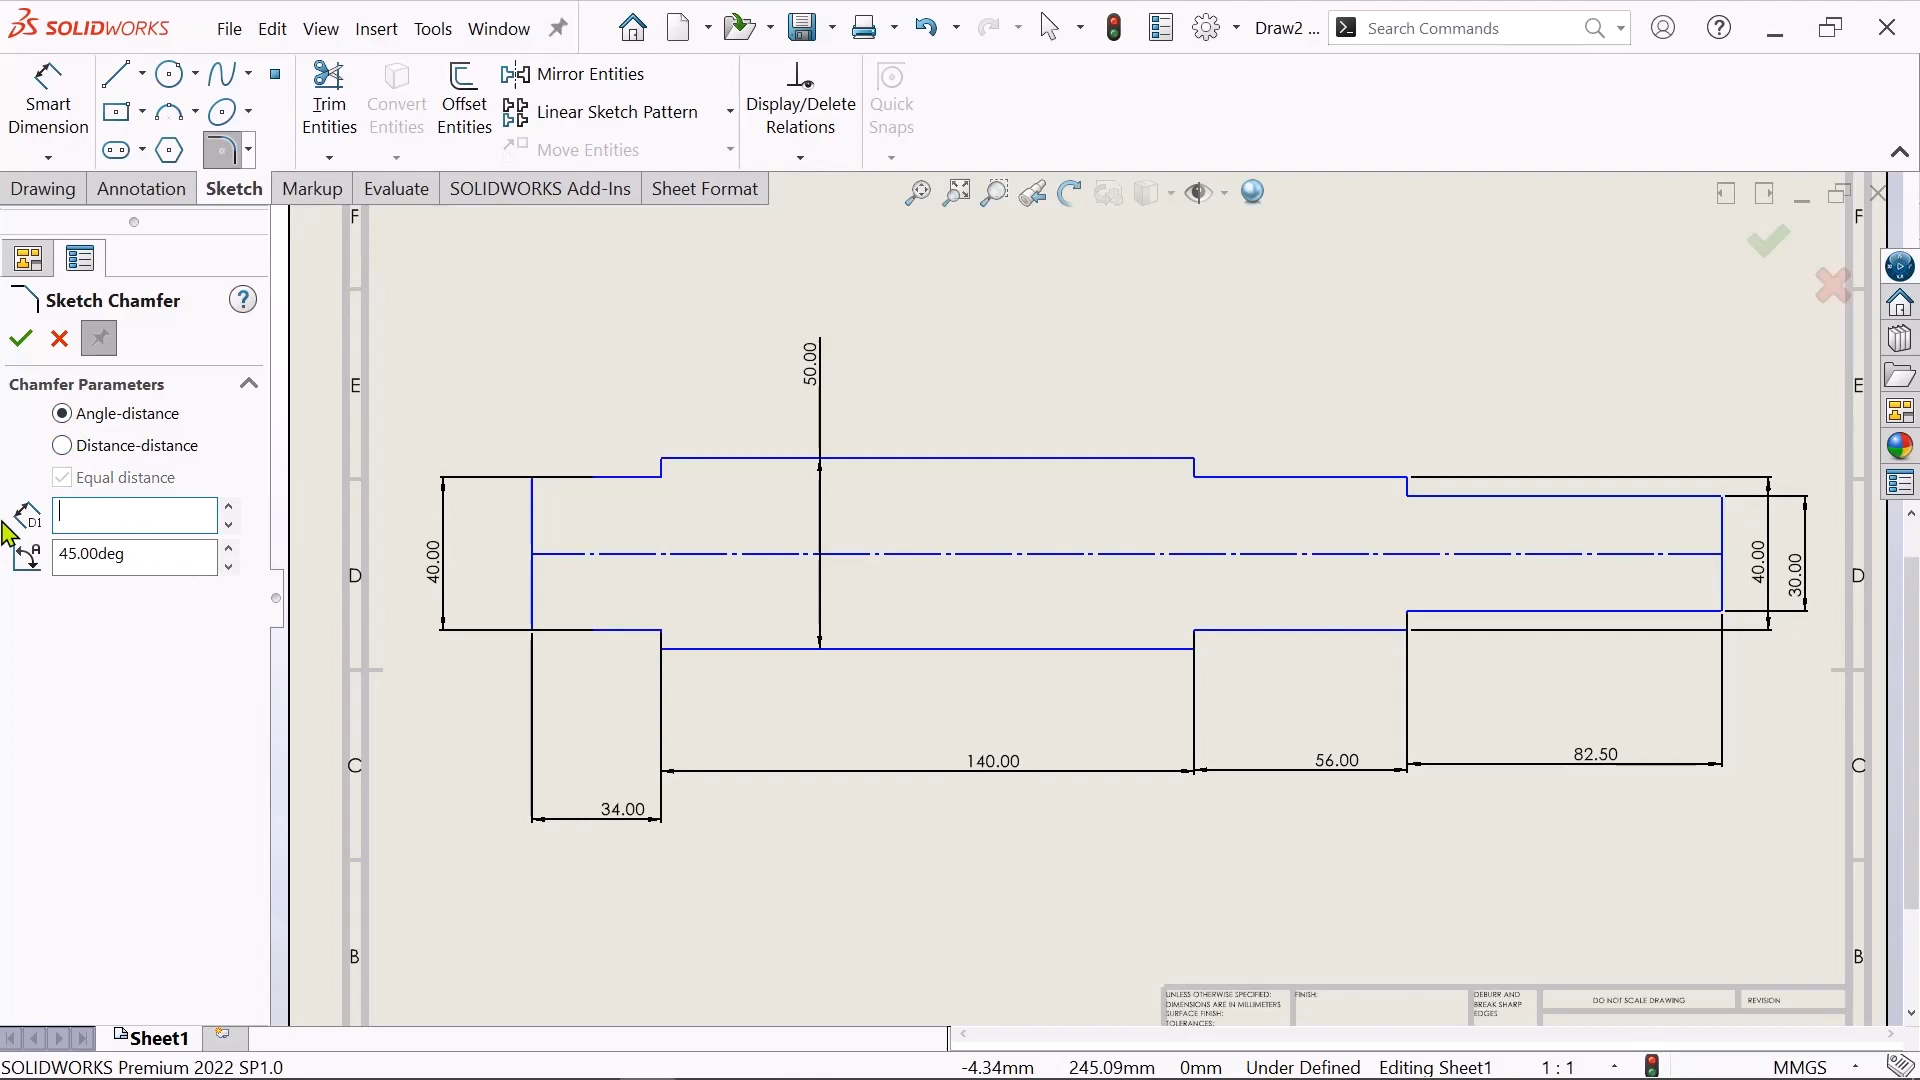 SOLIDWORKS
File Edit View Insert Tools Window
Draw2 ...
Search Commands
Smart Dimension
Trim Entities
Convert Entities
Offset Entities
Mirror Entities
Linear Sketch Pattern
Move Entities
Display/Delete Relations
Quick Snaps
Drawing Annotation Sketch Markup Evaluate SOLIDWORKS Add-Ins Sheet Format
Sketch Chamfer
?
Chamfer Parameters
Angle-distance
Distance-distance
Equal distance
D1
A
45.00deg
F F
E E
D D
C C
B B
50.00
40.00
40.00
30.00
140.00
56.00
82.50
34.00
UNLESS OTHERWISE SPECIFIED:
DIMENSIONS ARE IN MILLIMETERS
SURFACE FINISH:
TOLERANCES:
FINISH:
DEBURR AND
BREAK SHARP
EDGES
DO NOT SCALE DRAWING
REVISION
Sheet1
SOLIDWORKS Premium 2022 SP1.0
-4.34mm 245.09mm 0mm Under Defined Editing Sheet1 1 : 1 MMGS